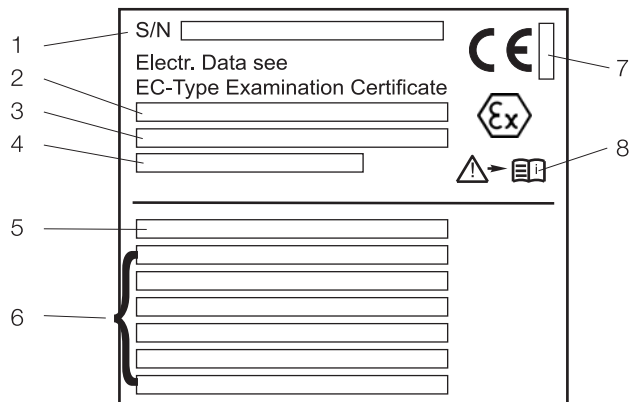 1
S/N
CE
7
Electr. Data see
2
EC-Type Examination Certificate
3
Ex
4
8
i
5
6